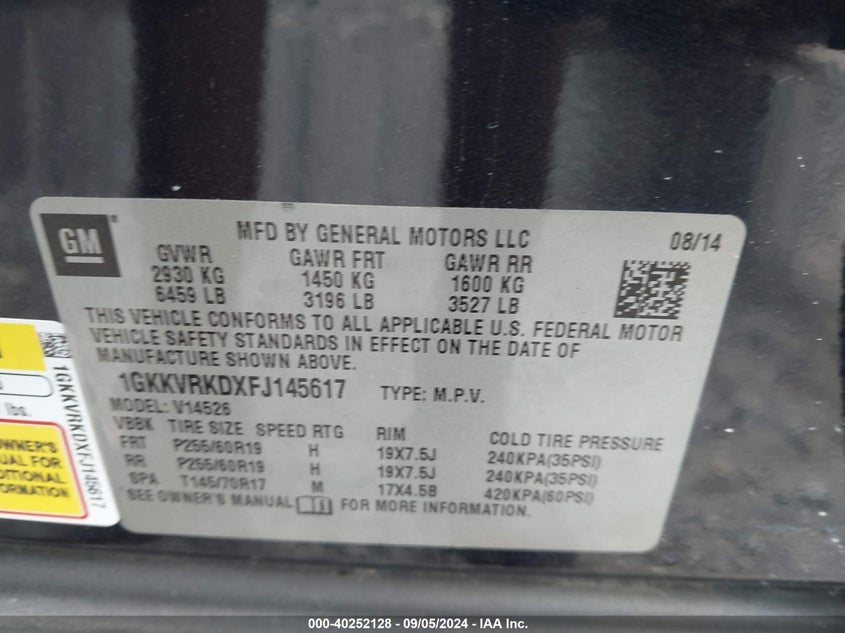 GM®
MFD BY GENERAL MOTORS LLC 08/14
GVWR GAWR FRT GAWR RR
2930 KG 1450 KG 1600 KG
6459 LB 3196 LB 3527 LB
THIS VEHICLE CONFORMS TO ALL APPLICABLE U.S. FEDERAL MOTOR
VEHICLE SAFETY STANDARDS IN EFFECT ON THE DATE OF
MANUFACTURE SHOWN ABOVE.
1GKKVRKDXFJ145617 TYPE: M.P.V.
MODEL: V14526
VBBK TIRE SIZE SPEED RTG RIM COLD TIRE PRESSURE
FRT P255/60R19 H 19X7.5J 240KPA(35PSI)
RR P255/60R19 H 19X7.5J 240KPA(35PSI)
SPA T145/70R17 M 17X4.5B 420KPA(60PSI)
SEE OWNER'S MANUAL FOR MORE INFORMATION.
1GKKVRKDXFJ145617
lbs.
OWNER'S
FOR
000-40252128 - 09/05/2024 - IAA Inc.